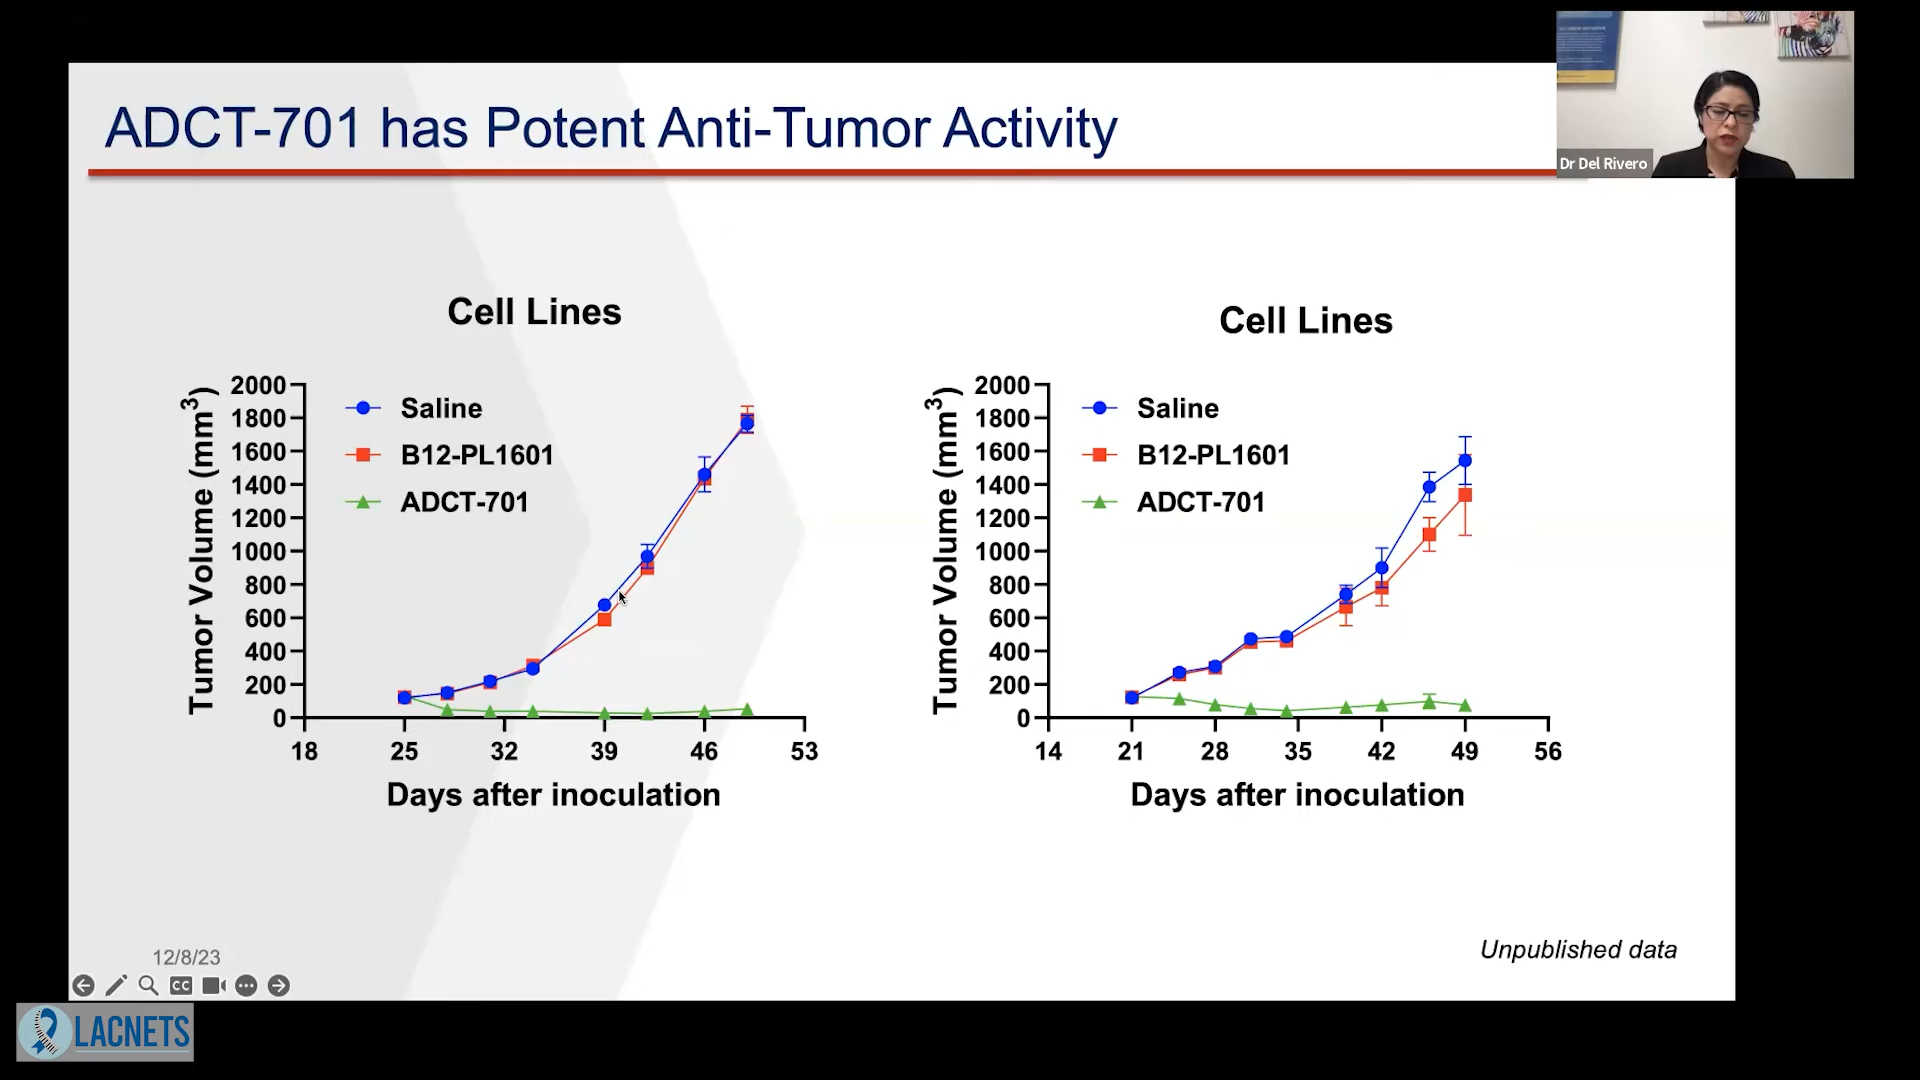 ADCT-701 has Potent Anti-Tumor Activity
Dr Del Rivero
Cell Lines
Tumor Volume (mm³)
2000
1800
1600
1400
1200
1000
800
600
400
200
0
Saline
B12-PL1601
ADCT-701
18 25 32 39 46 53
Days after inoculation
Cell Lines
Tumor Volume (mm³)
2000
1800
1600
1400
1200
1000
800
600
400
200
0
Saline
B12-PL1601
ADCT-701
14 21 28 35 42 49 56
Days after inoculation
Unpublished data
12/8/23
CC
LACNETS